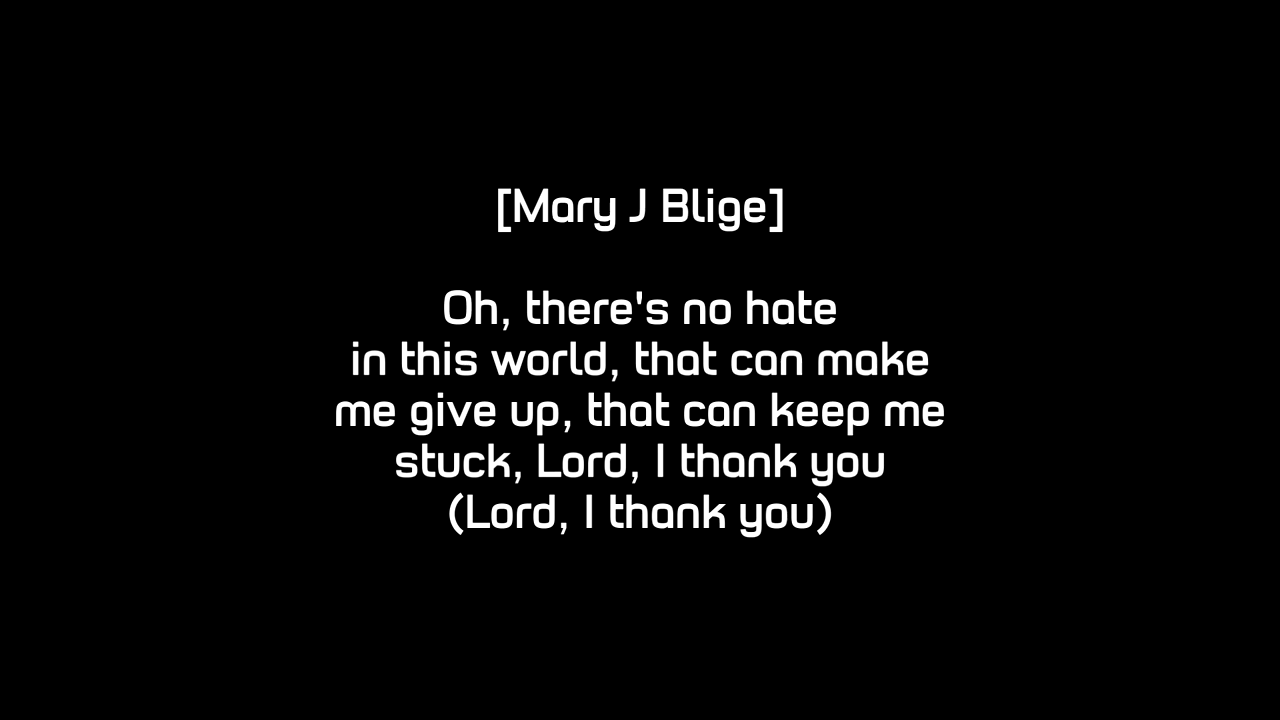 [Mary J Blige]
Oh, there's no hate
in this world, that can make
me give up, that can keep me
stuck, Lord, I thank you
(Lord, I thank you)